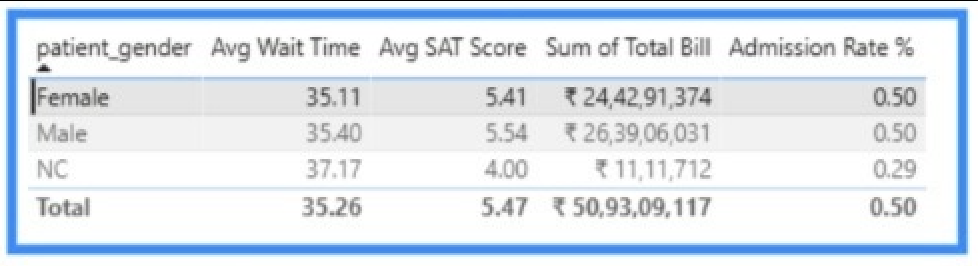 patient_gender Avg Wait Time Avg SAT Score Sum of Total Bill Admission Rate %
Female 35.11 5.41 ₹ 24,42,91,374 0.50
Male 35.40 5.54 ₹ 26,39,06,031 0.50
NC 37.17 4.00 ₹ 11,11,712 0.29
Total 35.26 5.47 ₹ 50,93,09,117 0.50